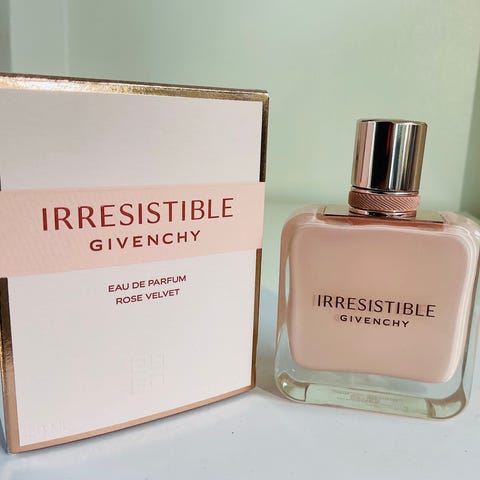 IRRESISTIBLE
GIVENCHY
EAU DE PARFUM
ROSE VELVET
IRRESISTIBLE
GIVENCHY